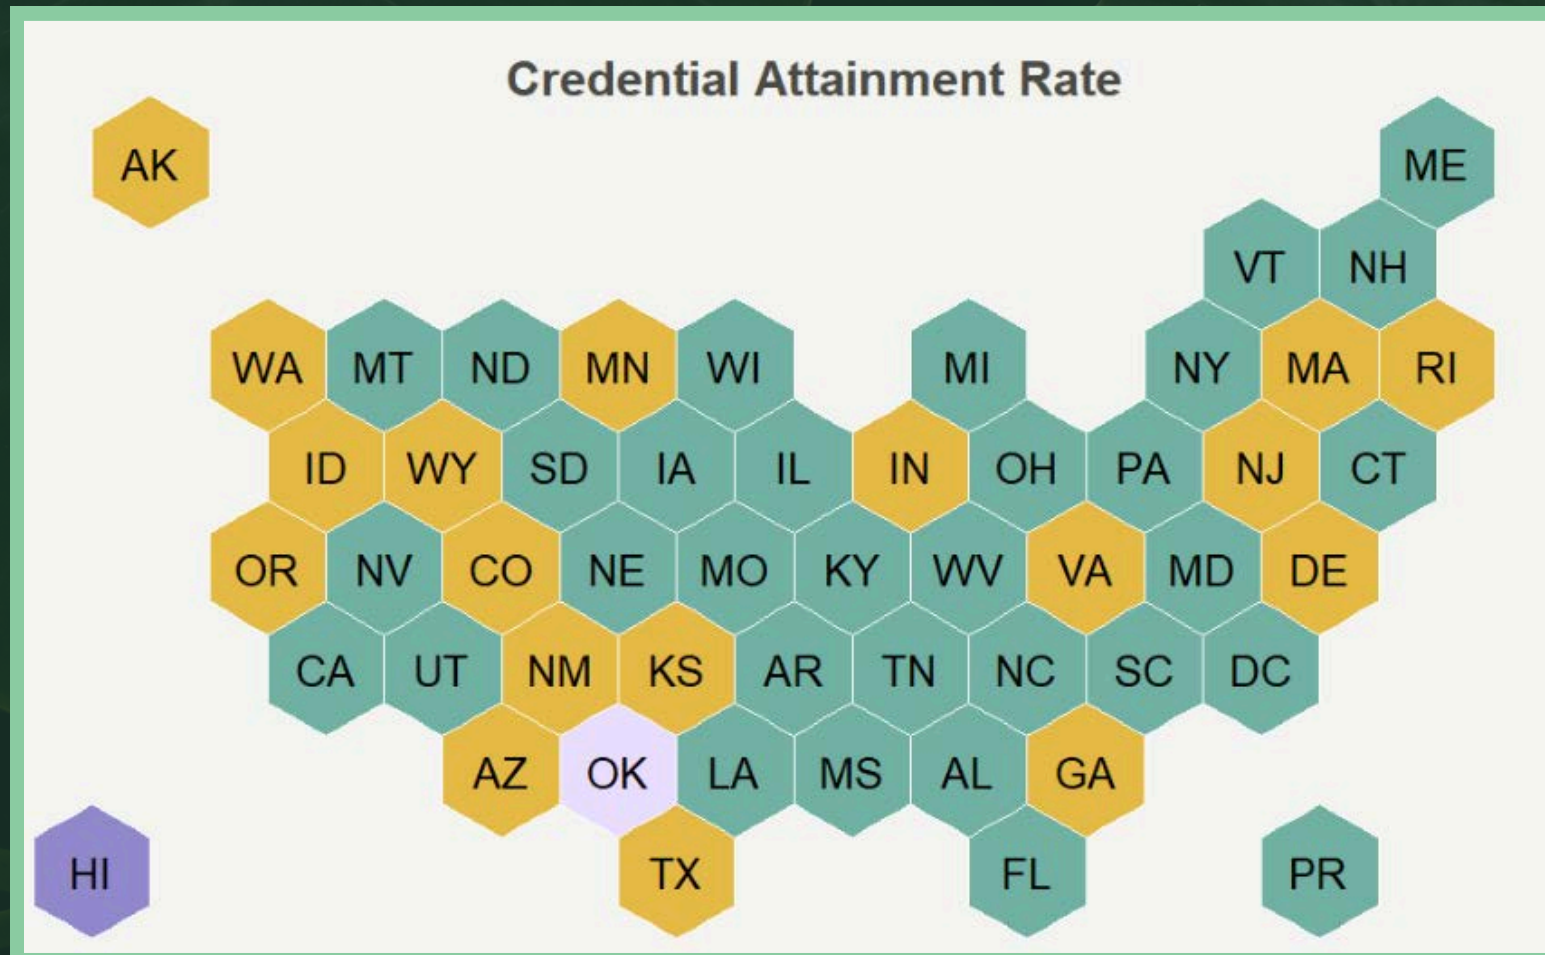 Credential Attainment Rate
AK
ME
VT NH
WA MT ND MN WI MI NY MA RI
ID WY SD IA IL IN OH PA NJ CT
OR NV CO NE MO KY WV VA MD DE
CA UT NM KS AR TN NC SC DC
AZ OK LA MS AL GA
HI TX FL PR